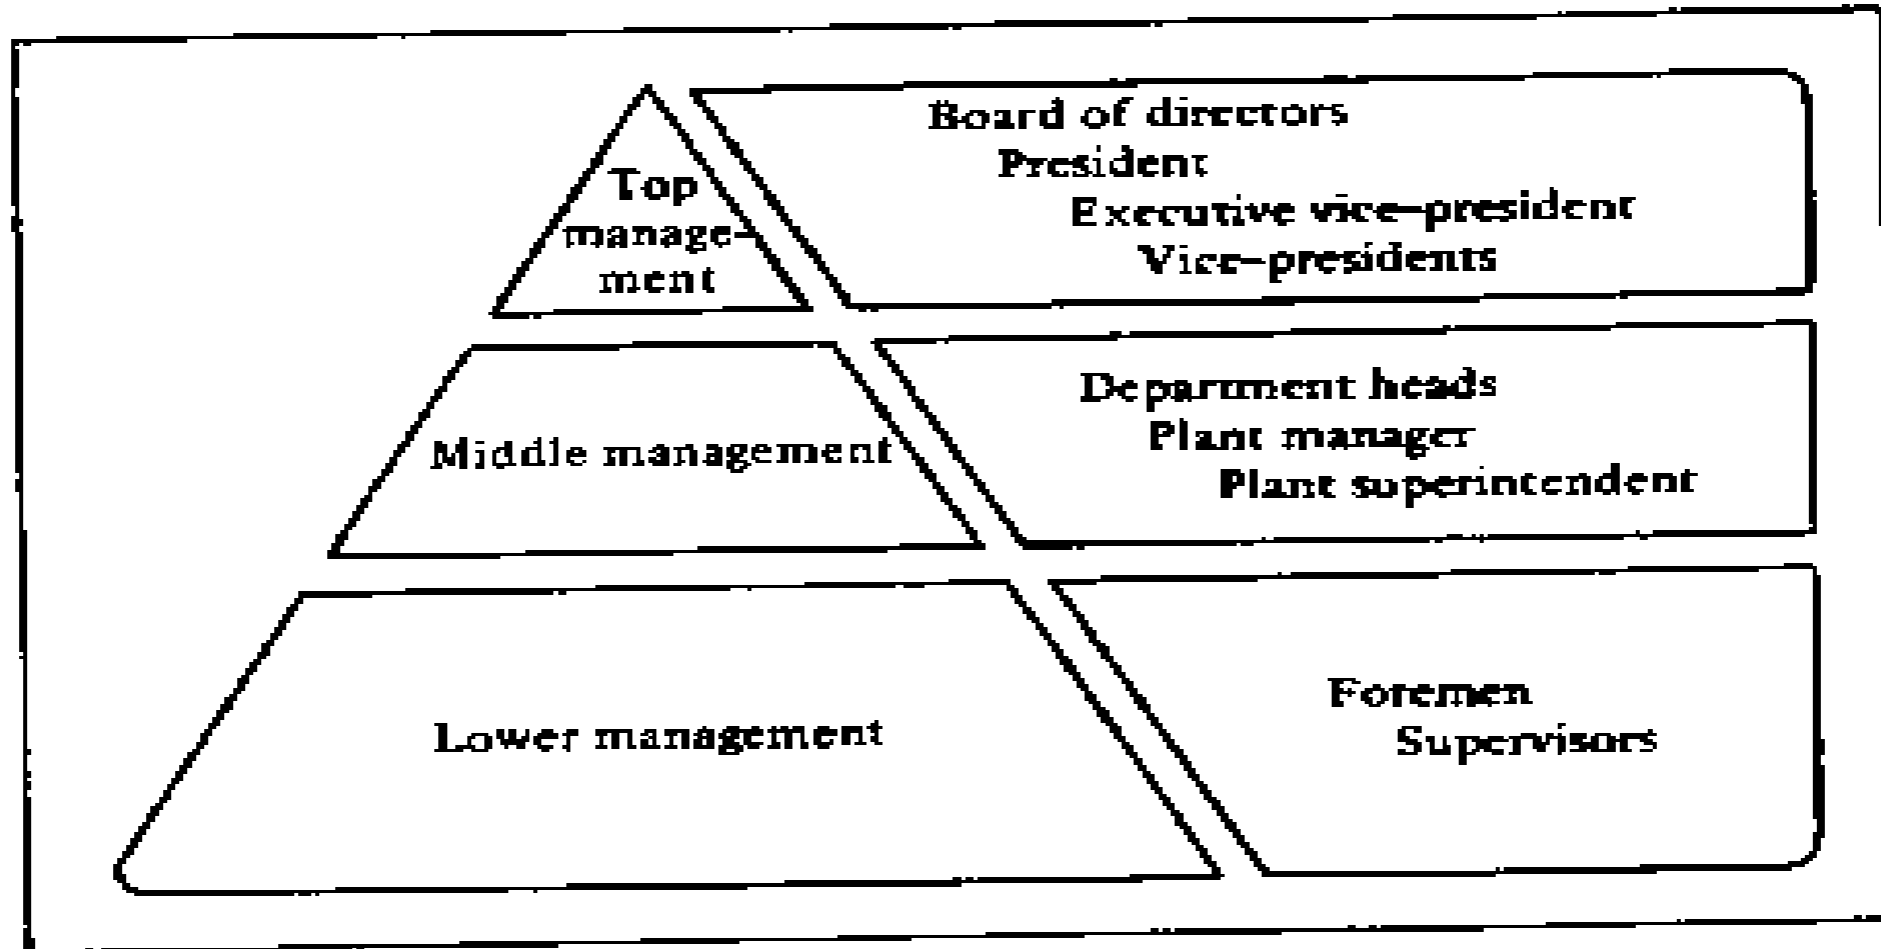 Top
manage-
ment
Board of directors
President
Executive vice-president
Vice-presidents
Middle management
Department heads
Plant manager
Plant superintendent
Lower management
Foremen
Supervisors